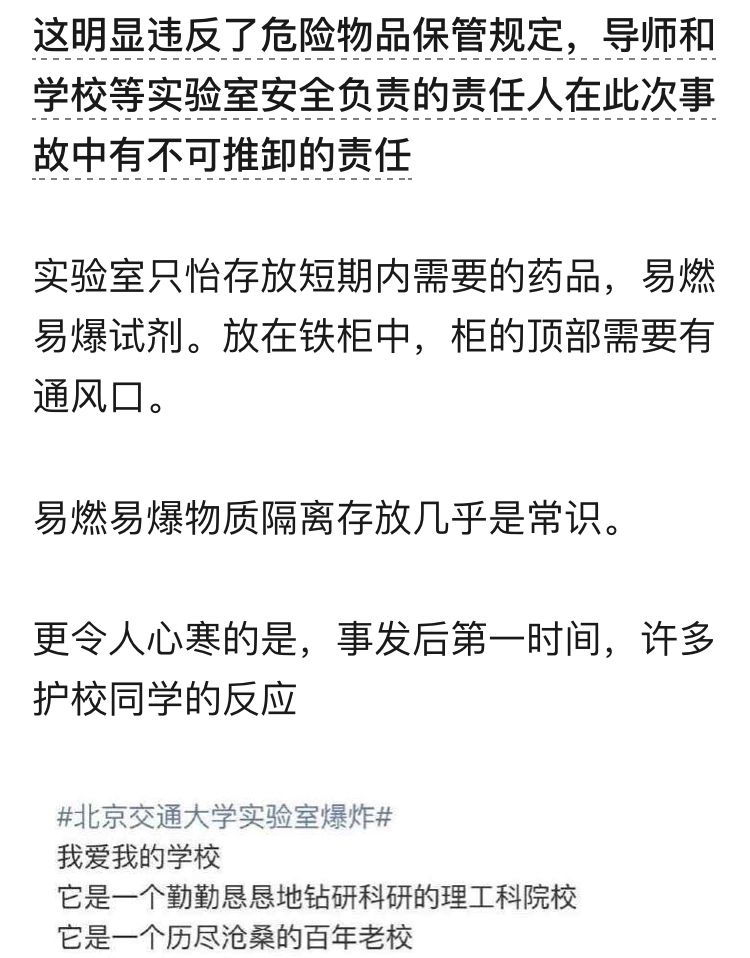 这明显违反了危险物品保管规定，导师和
学校等实验室安全负责的责任人在此次事
故中有不可推卸的责任
实验室只怡存放短期内需要的药品，易燃
易爆试剂。放在铁柜中，柜的顶部需要有
通风口。
易燃易爆物质隔离存放几乎是常识。
更令人心寒的是，事发后第一时间，许多
护校同学的反应
#北京交通大学实验室爆炸#
我爱我的学校
它是一个勤勤恳恳地钻研科研的理工科院校
它是一个历尽沧桑的百年老校